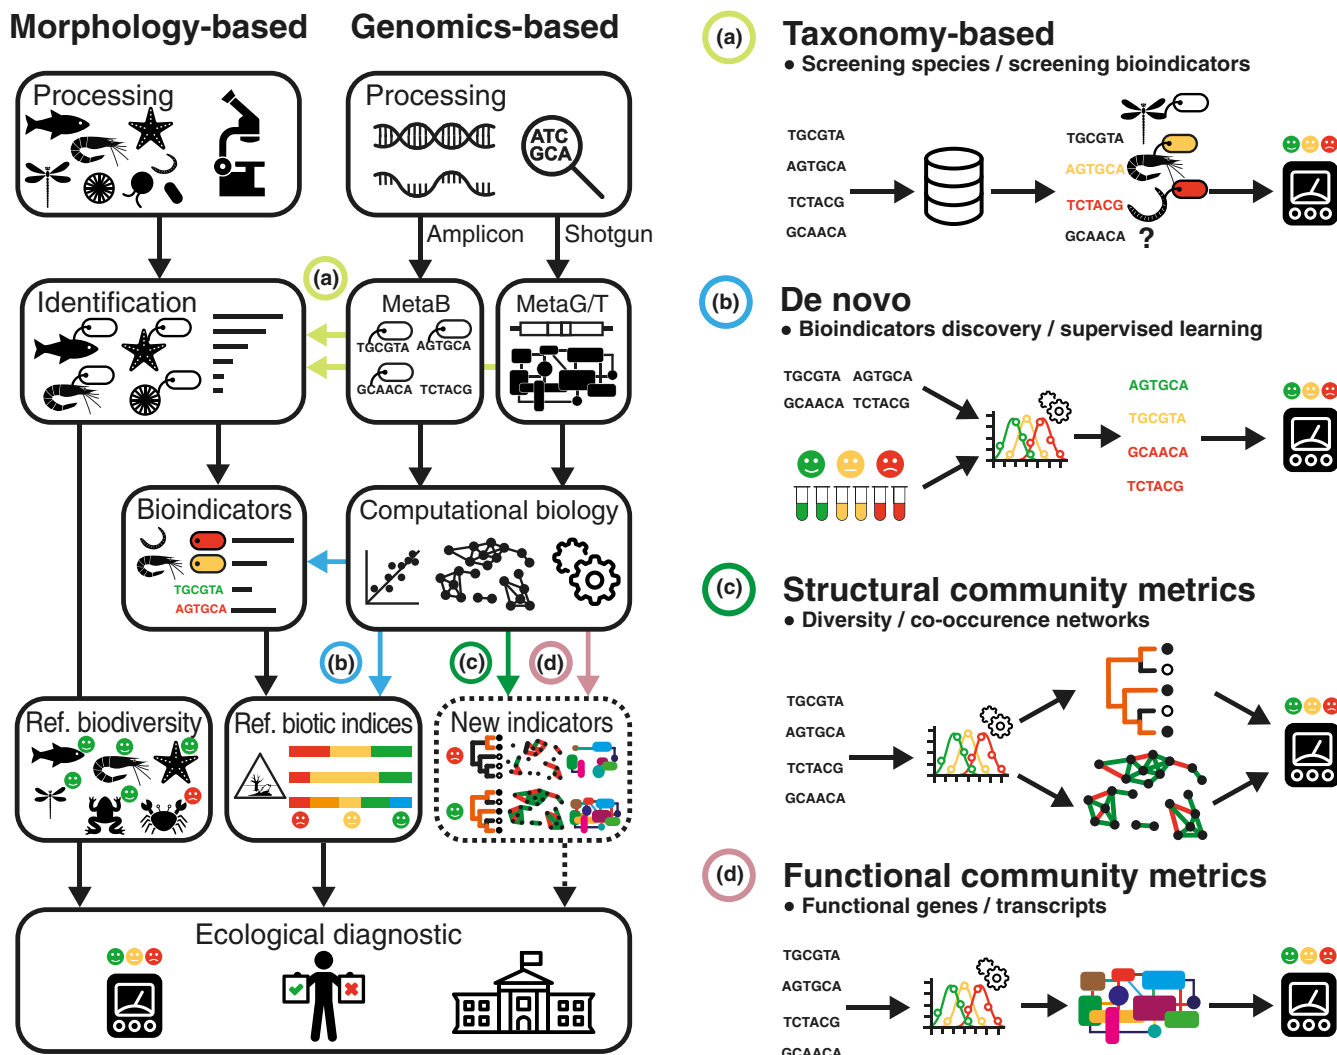 Morphology-based
Genomics-based
Processing
Processing
ATC
GCA
Amplicon
Shotgun
(a)
Identification
MetaB
TGCGTA
AGTGCA
GCAACA
TCTACG
MetaG/T
Bioindicators
TGCGTA
AGTGCA
Computational biology
(b)
(c)
(d)
Ref. biodiversity
Ref. biotic indices
New indicators
Ecological diagnostic
(a)
Taxonomy-based
● Screening species / screening bioindicators
TGCGTA
AGTGCA
TCTACG
GCAACA
TGCGTA
AGTGCA
TCTACG
GCAACA ?
(b)
De novo
● Bioindicators discovery / supervised learning
TGCGTA AGTGCA
GCAACA TCTACG
AGTGCA
TGCGTA
GCAACA
TCTACG
(c)
Structural community metrics
● Diversity / co-occurence networks
TGCGTA
AGTGCA
TCTACG
GCAACA
(d)
Functional community metrics
● Functional genes / transcripts
TGCGTA
AGTGCA
TCTACG
GCAACA